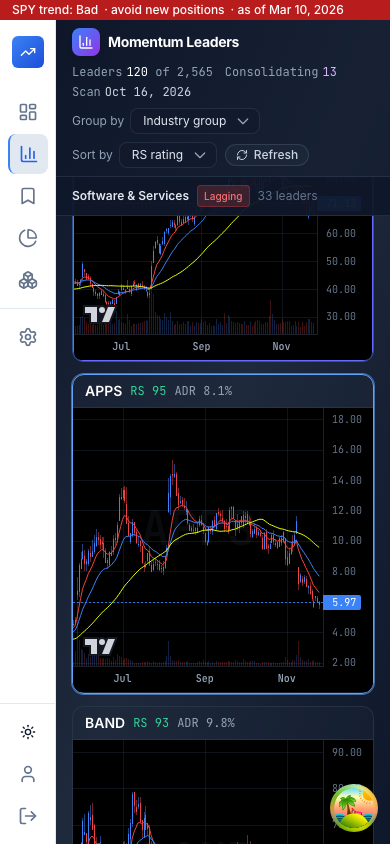 SPY trend: Bad · avoid new positions · as of Mar 10, 2026
Momentum Leaders
Leaders 120 of 2,565 Consolidating 13
Scan Oct 16, 2026
Group by Industry group
Sort by RS rating Refresh
Software & Services Lagging 33 leaders
60.00
50.00
40.00
30.00
Jul Sep Nov
APPS RS 95 ADR 8.1%
18.00
16.00
14.00
12.00
10.00
8.00
5.97
4.00
2.00
Jul Sep Nov
BAND RS 93 ADR 9.8%
90.00